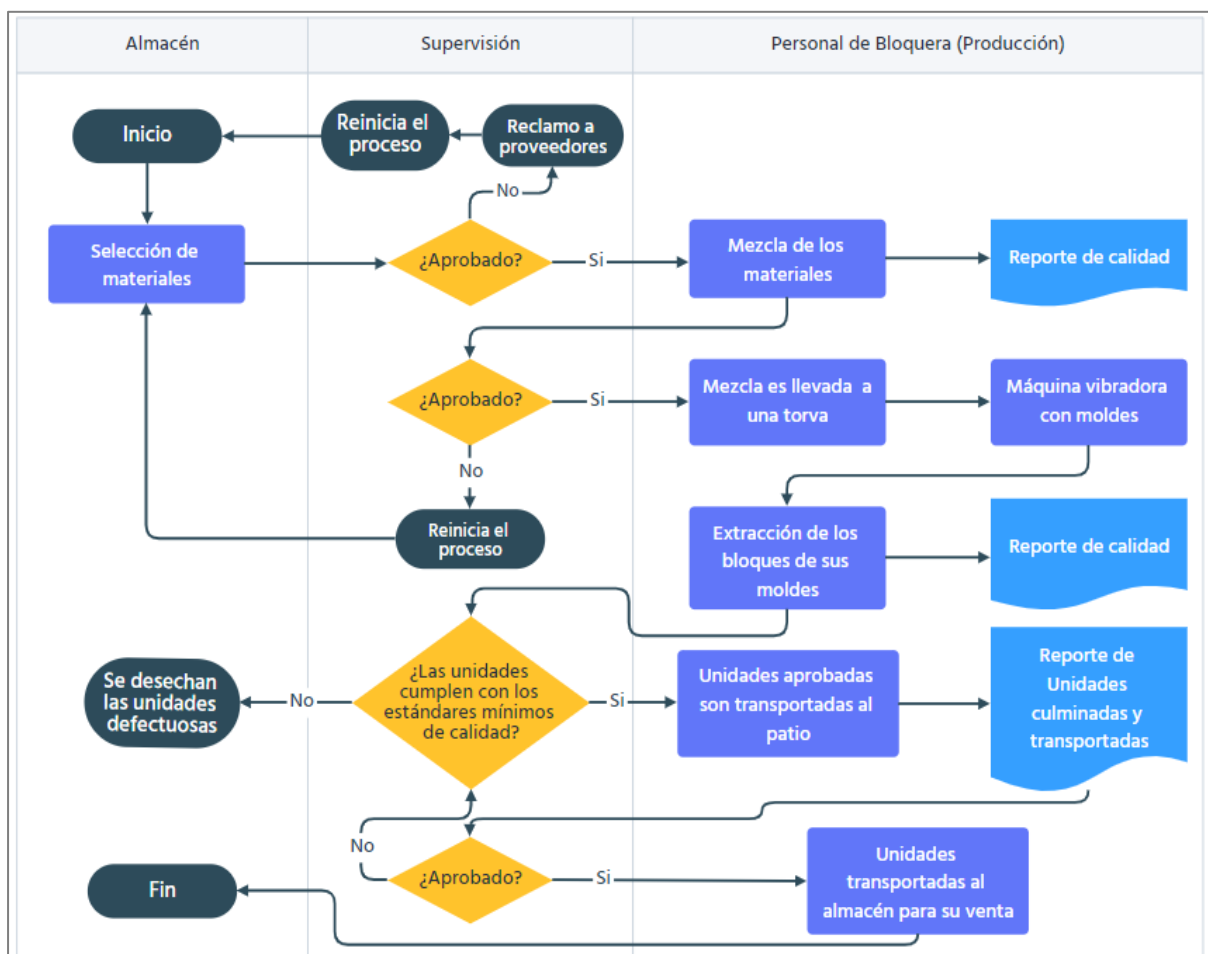 Almacén
Supervisión
Personal de Bloquera (Producción)
Inicio
Reinicia el
proceso
Reclamo a
proveedores
No
Selección de
materiales
¿Aprobado?
Si
Mezcla de los
materiales
Reporte de calidad
¿Aprobado?
Si
Mezcla es llevada a
una torva
Máquina vibradora
con moldes
No
Reinicia el
proceso
Extracción de los
bloques de sus
moldes
Reporte de calidad
Se desechan
las unidades
defectuosas
No
¿Las unidades
cumplen con los
estándares mínimos
de calidad?
Si
Unidades aprobadas
son transportadas al
patio
Reporte de
Unidades
culminadas y
transportadas
No
¿Aprobado?
Si
Unidades
transportadas al
almacén para su venta
Fin